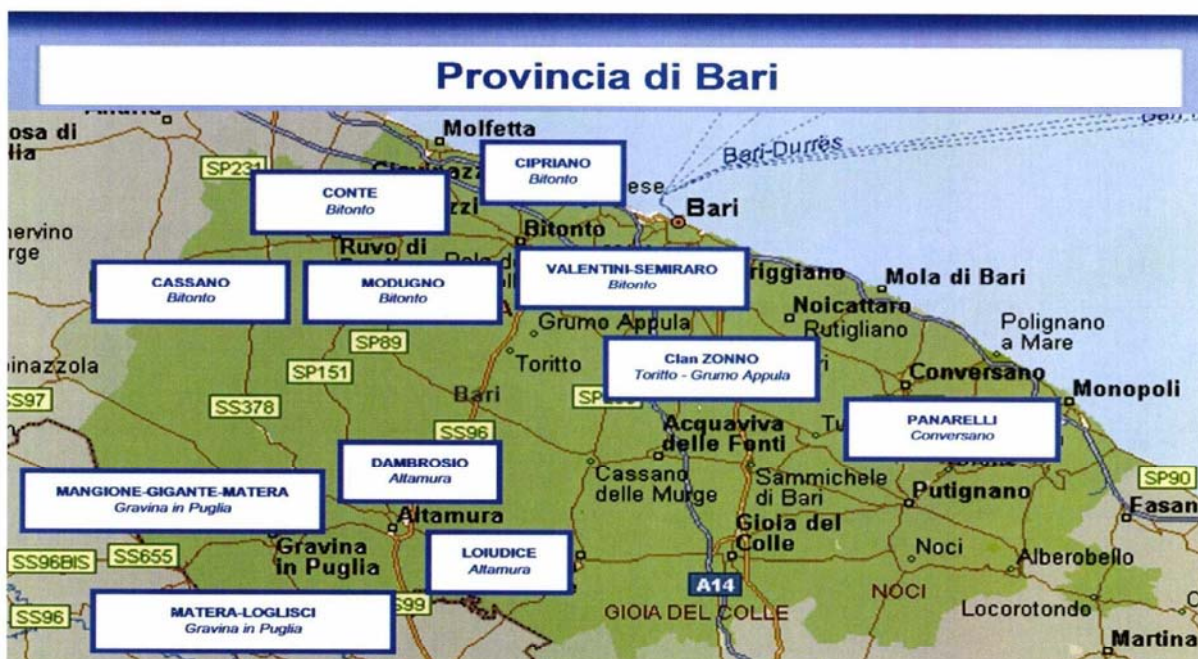 Provincia di Bari
Molfetta
SP231
CIPRIANO
Bitonto
Bari-Durrës
CONTE
Bitonto
Bari
Bitonto
Ruvo di
CASSANO
Bitonto
MODUGNO
Bitonto
VALENTINI-SEMIRARO
Bitonto
Mola di Bari
Noicattaro
Rutigliano
Grumo Appula
Polignano
a Mare
SP89
Toritto
Clan ZONNO
Toritto - Grumo Appula
SP151
Conversano
Monopoli
Bari
SS97
SS378
PANARELLI
Conversano
SS96
Acquaviva
delle Fonti
DAMBROSIO
Altamura
Cassano
delle Murge
Sammichele
di Bari
SP90
MANGIONE-GIGANTE-MATERA
Gravina in Puglia
Putignano
Altamura
Gioia del
Colle
Gravina
in Puglia
LOIUDICE
Altamura
Noci
Alberobello
SS96BIS
SS655
A14
NOCI
MATERA-LOGLISCI
Gravina in Puglia
SS96
GIOIA DEL COLLE
Locorotondo
Martina